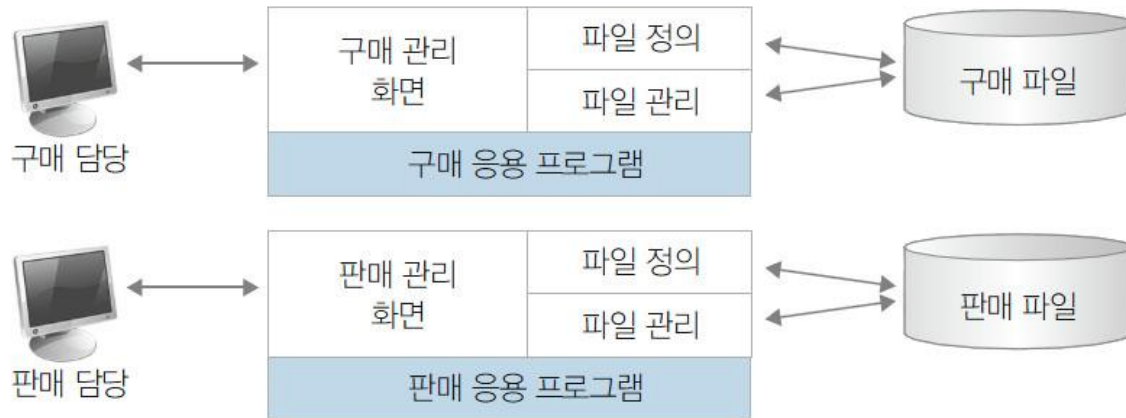 구매 관리
화면
파일 정의
파일 관리
구매 파일
구매 담당
구매 응용 프로그램
판매 관리
화면
파일 정의
파일 관리
판매 파일
판매 담당
판매 응용 프로그램